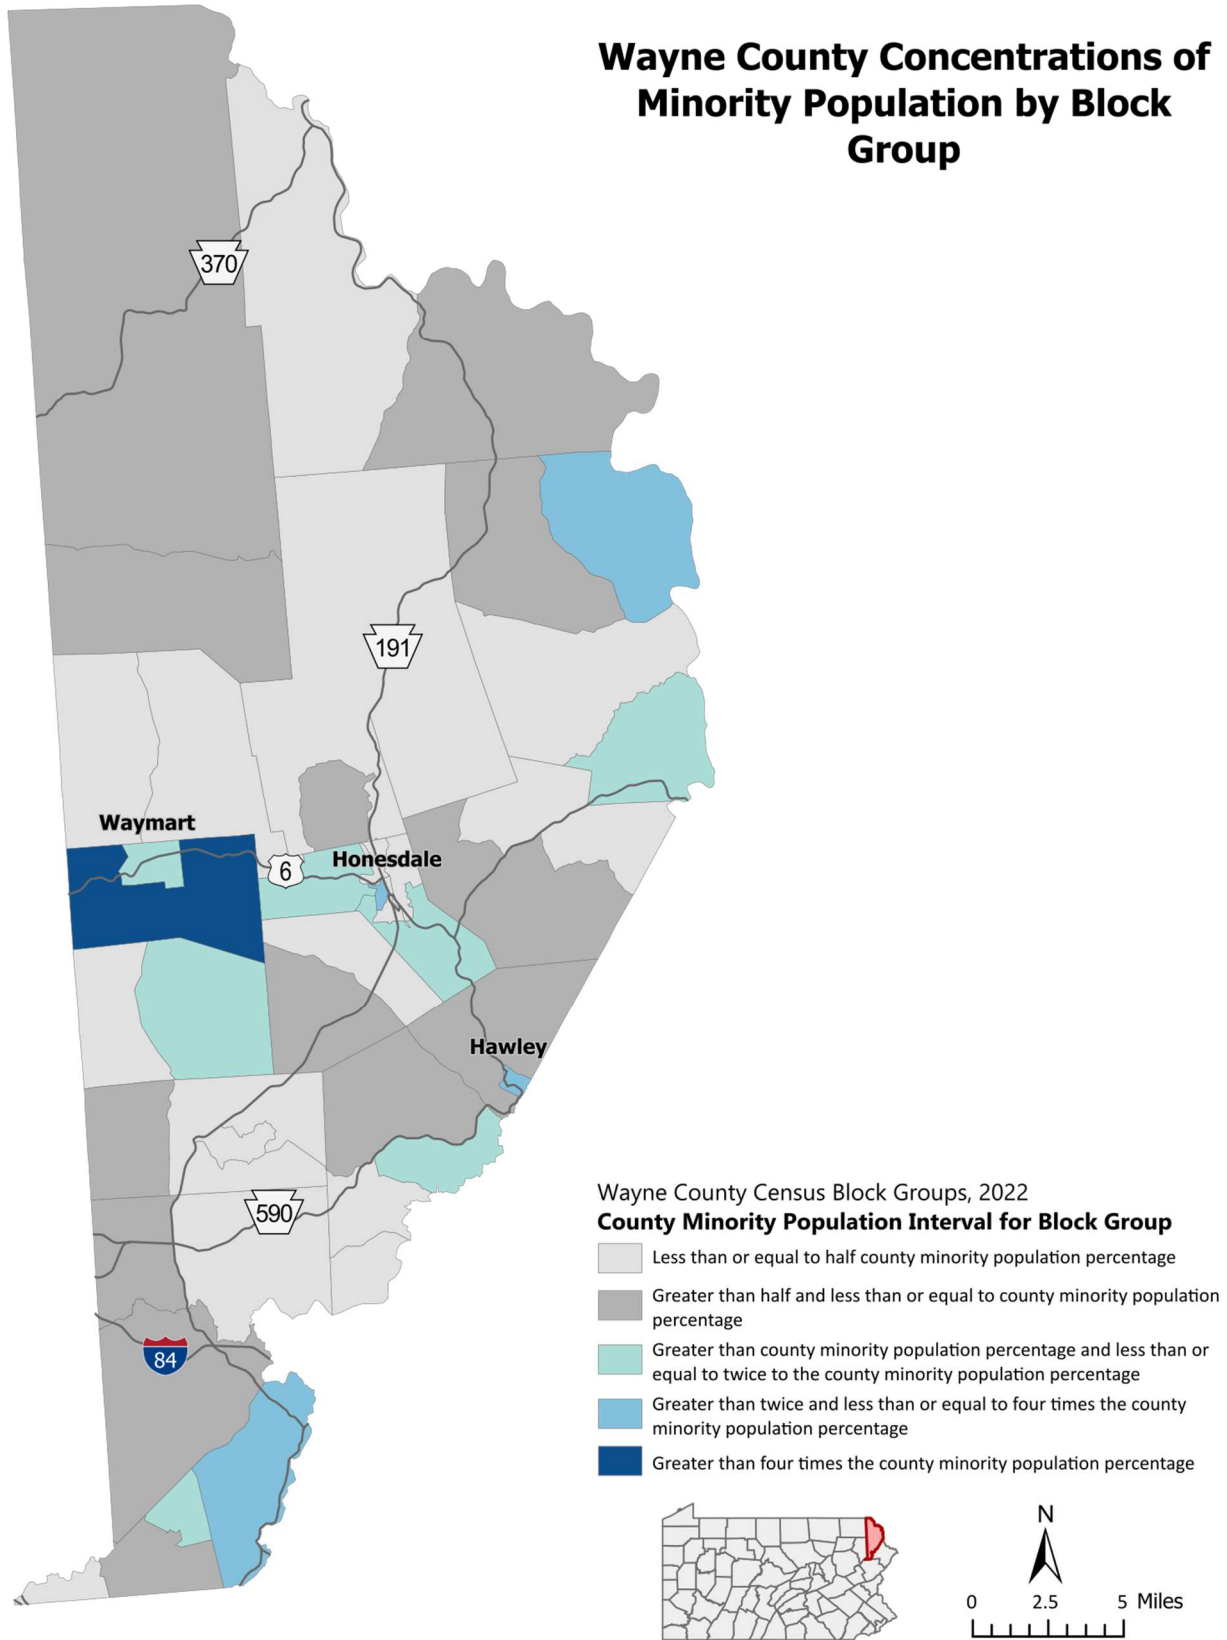 Wayne County Concentrations of
Minority Population by Block
Group
370
191
Waymart
6
Honesdale
Hawley
590
84
Wayne County Census Block Groups, 2022
County Minority Population Interval for Block Group
Less than or equal to half county minority population percentage
Greater than half and less than or equal to county minority population
percentage
Greater than county minority population percentage and less than or
equal to twice to the county minority population percentage
Greater than twice and less than or equal to four times the county
minority population percentage
Greater than four times the county minority population percentage
N
0 2.5 5 Miles